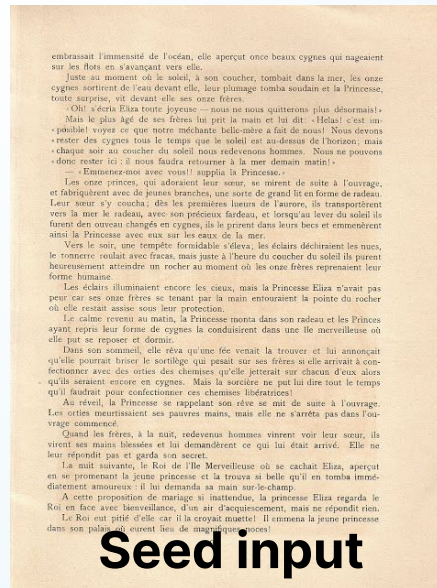 embrassait l'immensité de l'océan, elle aperçut onze beaux cygnes qui nageaient
sur les flots en s'avançant vers elle.
Juste au moment où le soleil, à son coucher, tombait dans la mer, les onze
cygnes sortirent de l'eau devant elle, leur plumage tomba soudain et la Princesse,
toute surprise, vit devant elle ses onze frères.
« Oh! s'écria Eliza toute joyeuse — nous ne nous quitterons plus désormais! »
Mais le plus âgé de ses frères lui prit la main et lui dit: « Helas! c'est im-
« possible! voyez ce que notre méchante belle-mère a fait de nous! Nous devons
« rester des cygnes tous le temps que le soleil est au-dessus de l'horizon; mais
« chaque soir au coucher du soleil nous redevenons hommes. Nous ne pouvons
« donc rester ici : il nous faudra retourner à la mer demain matin! »
— « Emmenez-moi avec vous!! supplia la Princesse. »
Les onze princes, qui adoraient leur sœur, se mirent de suite à l'ouvrage,
et fabriquèrent avec de jeunes branches, une sorte de grand lit en forme de radeau.
Leur sœur s'y coucha; dès les premières lueurs de l'aurore, ils transportèrent
vers la mer le radeau, avec son précieux fardeau, et lorsqu'au lever du soleil ils
furent de nouveau changés en cygnes, ils le prirent dans leurs becs et emmenèrent
ainsi la Princesse avec eux sur les eaux de la mer.
Vers le soir, une tempête formidable s'éleva; les éclairs déchiraient les nues,
le tonnerre roulait avec fracas, mais juste à l'heure du coucher du soleil ils purent
heureusement atteindre un rocher au moment où les onze frères reprenaient leur
forme humaine.
Les éclairs illuminaient encore les cieux, mais la Princesse Eliza n'avait pas
peur car ses onze frères se tenant par la main entouraient la pointe du rocher
où elle restait assise sous leur protection.
Le calme revenu au matin, la Princesse monta dans son radeau et les Princes
ayant repris leur forme de cygnes la conduisirent dans une Ile merveilleuse où
elle put se reposer et dormir.
Dans son sommeil, elle rêva qu'une fée venait la trouver et lui annonçait
qu'elle pourrait briser le sortilège qui pesait sur ses frères si elle arrivait à con-
fectionner avec des orties des chemises qu'elle jetterait sur chacun d'eux alors
qu'ils seraient encore en cygnes. Mais la sorcière ne put lui dire tout le temps
qu'il faudrait pour confectionner ces chemises libératrices!
Au réveil, la Princesse se rappelant son rêve se mit de suite à l'ouvrage.
Les orties meurtissaient ses pauvres mains, mais elle ne s'arrêta pas dans l'ou-
vrage commencé.
Quand les frères, à la nuit, redevenus hommes vinrent voir leur sœur, ils
virent ses mains blessées et lui demandèrent ce qui lui était arrivé. Elle ne
leur répondit pas et garda son secret.
La nuit suivante, le Roi de l'Ile Merveilleuse où se cachait Eliza, aperçut
en se promenant la jeune princesse et la trouva si belle qu'il en tomba immé-
diatement amoureux : il lui demanda sa main sur-le-champ.
A cette proposition de mariage si inattendue, la princesse Eliza regarda le
Roi en face avec bienveillance, d'un air d'acquiescement, mais ne répondit rien.
Le Roi eut pitié d'elle car il la croyait muette! Il emmena la jeune princesse
dans son palais où eurent lieu de magnifiques noces!
Seed input